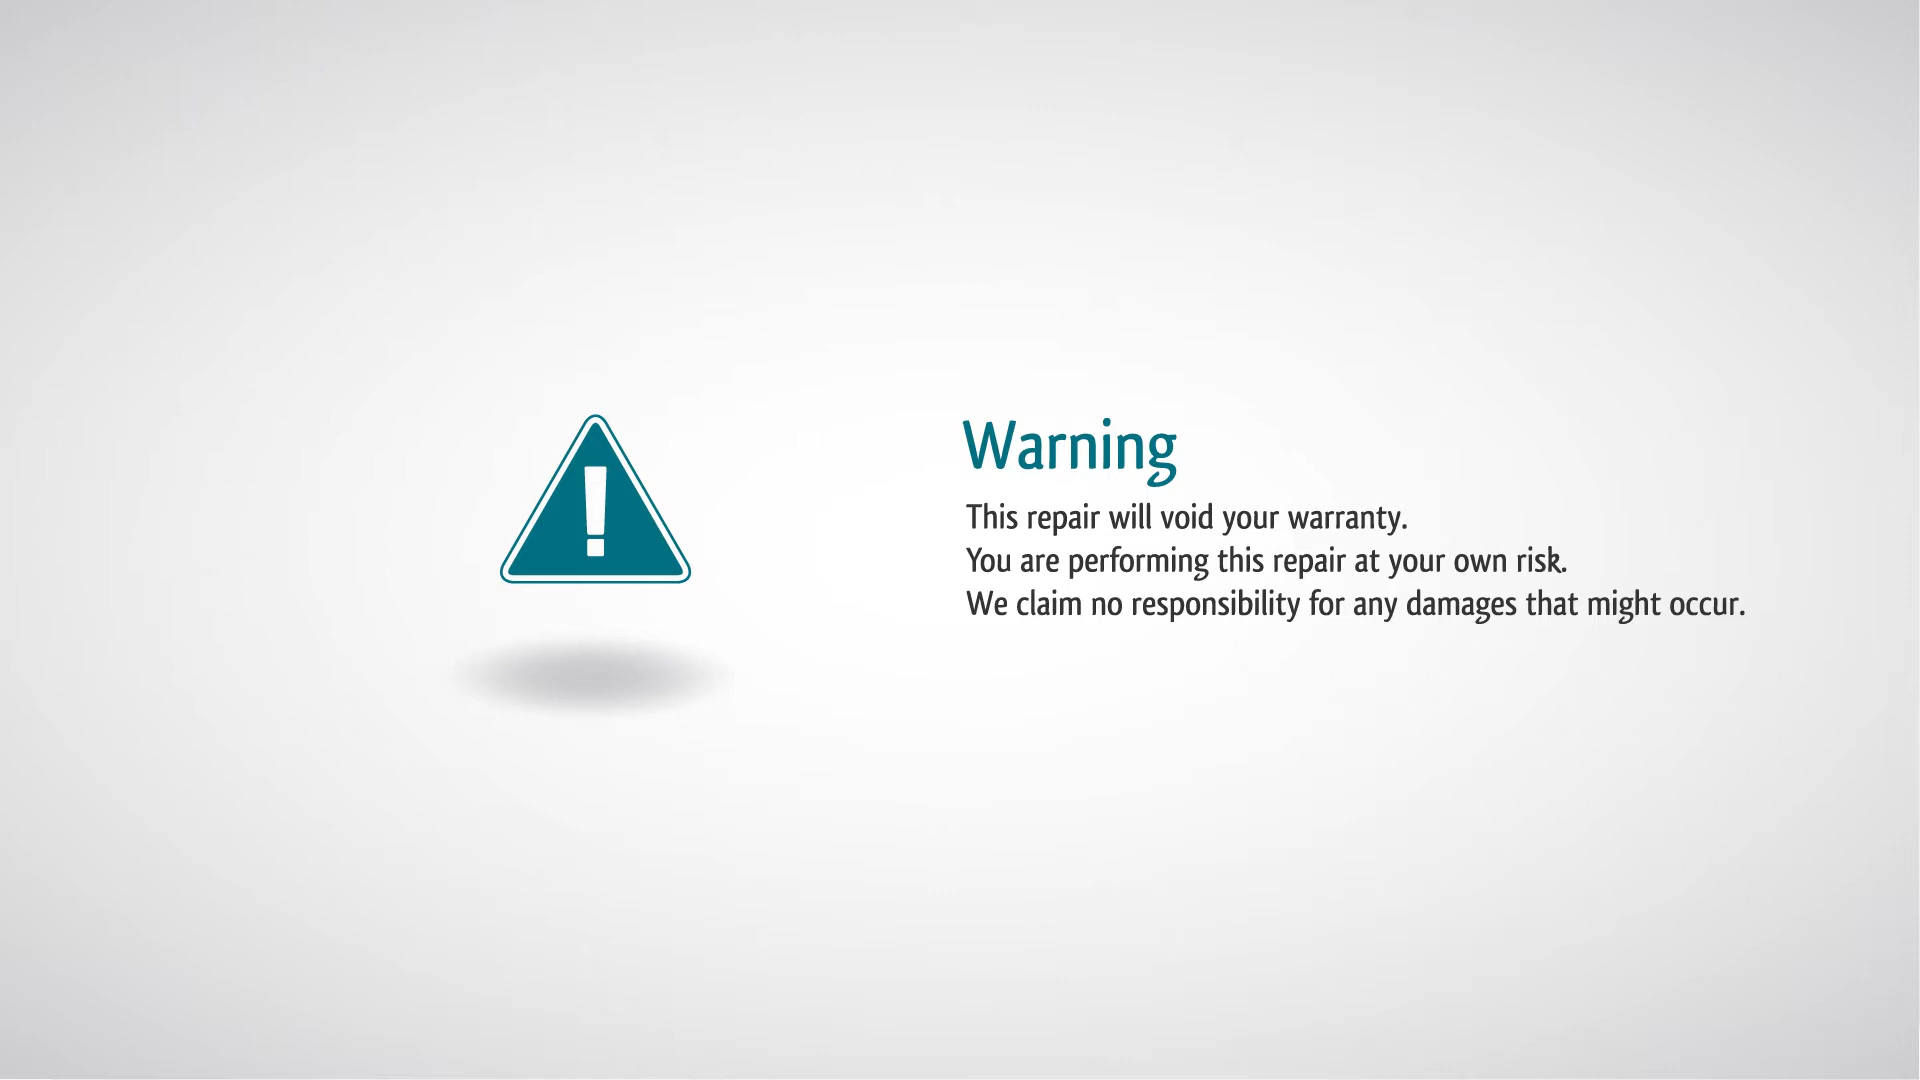 Warning
This repair will void your warranty.
You are performing this repair at your own risk.
We claim no responsibility for any damages that might occur.